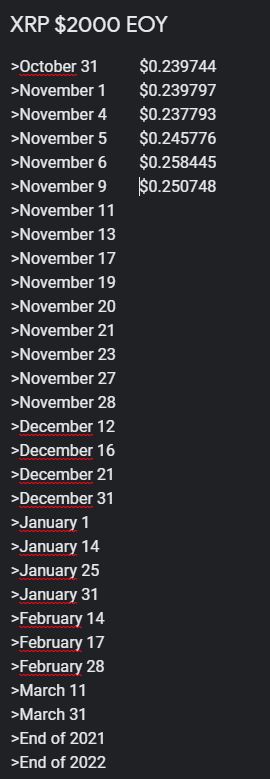 XRP $2000 EOY
>October 31 $0.239744
>November 1 $0.239797
>November 4 $0.237793
>November 5 $0.245776
>November 6 $0.258445
>November 9 $0.250748
>November 11
>November 13
>November 17
>November 19
>November 20
>November 21
>November 23
>November 27
>November 28
>December 12
>December 16
>December 21
>December 31
>January 1
>January 14
>January 25
>January 31
>February 14
>February 17
>February 28
>March 11
>March 31
>End of 2021
>End of 2022